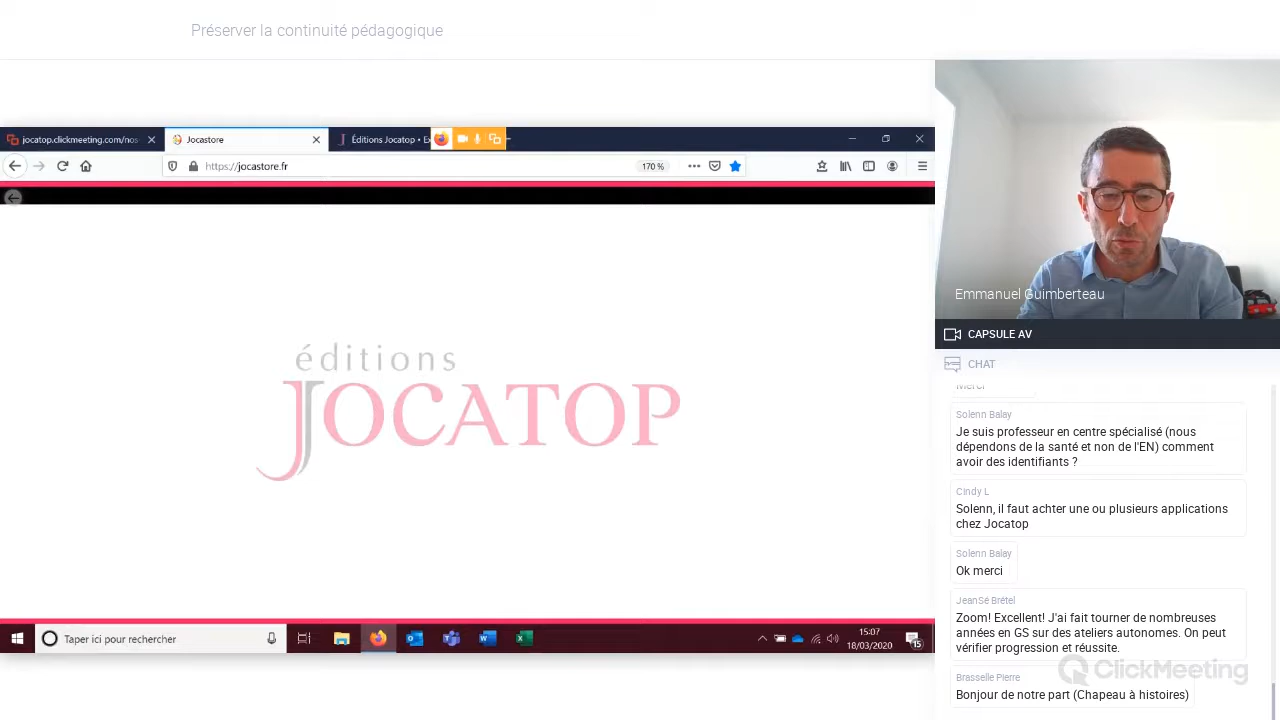 Préserver la continuité pédagogique
jocatop.clickmeeting.com/nos
Jocastore
Éditions Jocatop • Ex
https://jocastore.fr
170 %
éditions
JOCATOP
Taper ici pour rechercher
15:07
18/03/2020
15
Emmanuel Guimberteau
CAPSULE AV
CHAT
Merci
Solenn Balay
Je suis professeur en centre spécialisé (nous
dépendons de la santé et non de l'EN) comment
avoir des identifiants ?
Cindy L
Solenn, il faut achter une ou plusieurs applications
chez Jocatop
Solenn Balay
Ok merci
JeanSé Brétel
Zoom! Excellent! J'ai fait tourner de nombreuses
années en GS sur des ateliers autonomes. On peut
vérifier progression et réussite.
ClickMeeting
Brasselle Pierre
Bonjour de notre part (Chapeau à histoires)